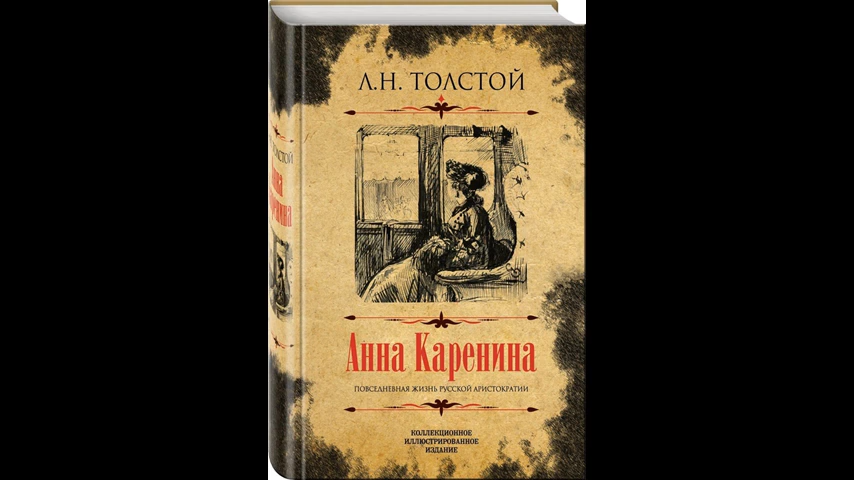 Л.Н. ТОЛСТОЙ
Анна Каренина
ПОВСЕДНЕВНАЯ ЖИЗНЬ РУССКОЙ АРИСТОКРАТИИ
КОЛЛЕКЦИОННОЕ
ИЛЛЮСТРИРОВАННОЕ
ИЗДАНИЕ